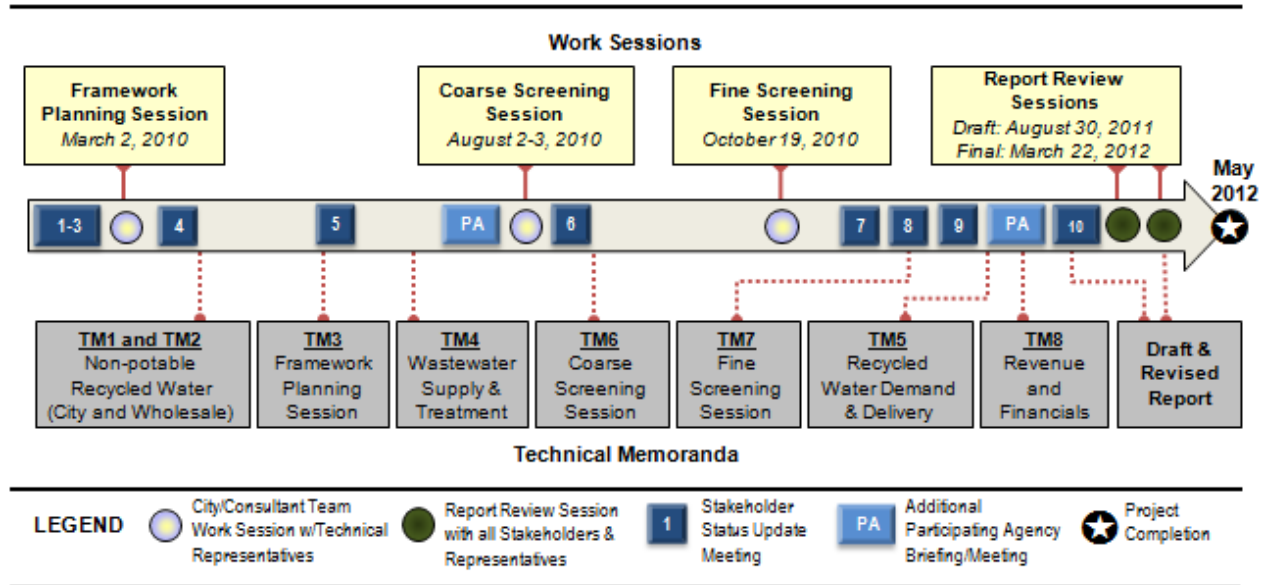 Work Sessions
Framework
Planning Session
March 2, 2010
Coarse Screening
Session
August 2-3, 2010
Fine Screening
Session
October 19, 2010
Report Review
Sessions
Draft: August 30, 2011
Final: March 22, 2012
May
2012
1-3
4
5
PA
6
7
8
9
PA
10
TM1 and TM2
Non-potable
Recycled Water
(City and Wholesale)
TM3
Framework
Planning
Session
TM4
Wastewater
Supply &
Treatment
TM6
Coarse
Screening
Session
TM7
Fine
Screening
Session
TM5
Recycled
Water Demand
& Delivery
TM8
Revenue
and
Financials
Draft &
Revised
Report
Technical Memoranda
LEGEND
City/Consultant Team
Work Session w/Technical
Representatives
Report Review Session
with all Stakeholders &
Representatives
1
Stakeholder
Status Update
Meeting
PA
Additional
Participating Agency
Briefing/Meeting
Project
Completion